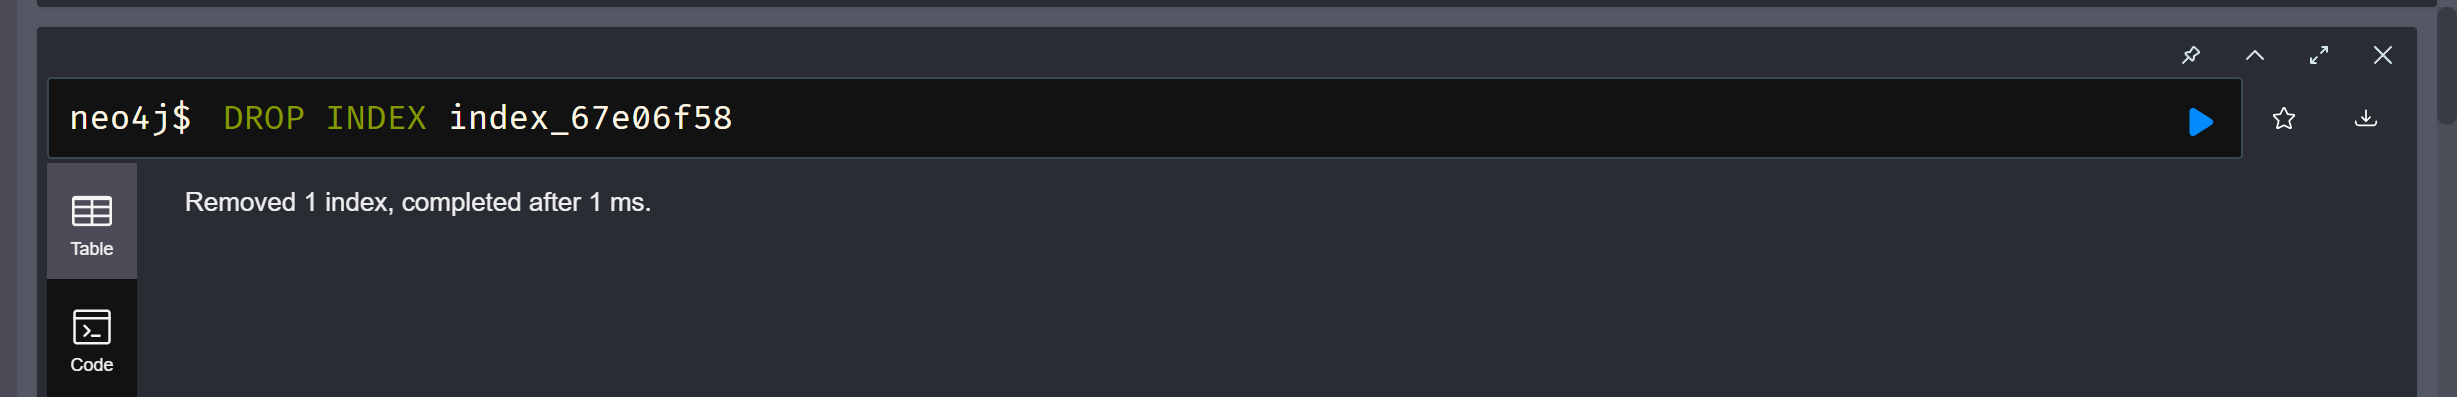 neo4j$ DROP INDEX index_67e06f58
Removed 1 index, completed after 1 ms.
Table
Code